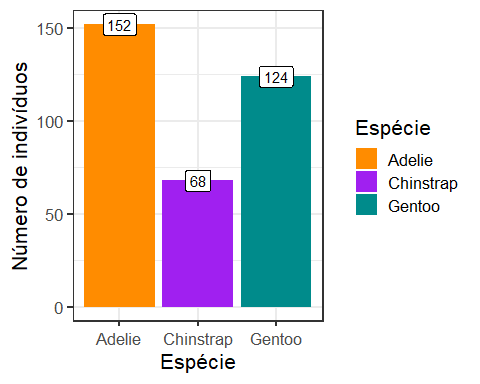 Número de indivíduos
150
100
50
0
152
68
124
Adelie
Chinstrap
Gentoo
Espécie
Espécie
Adelie
Chinstrap
Gentoo